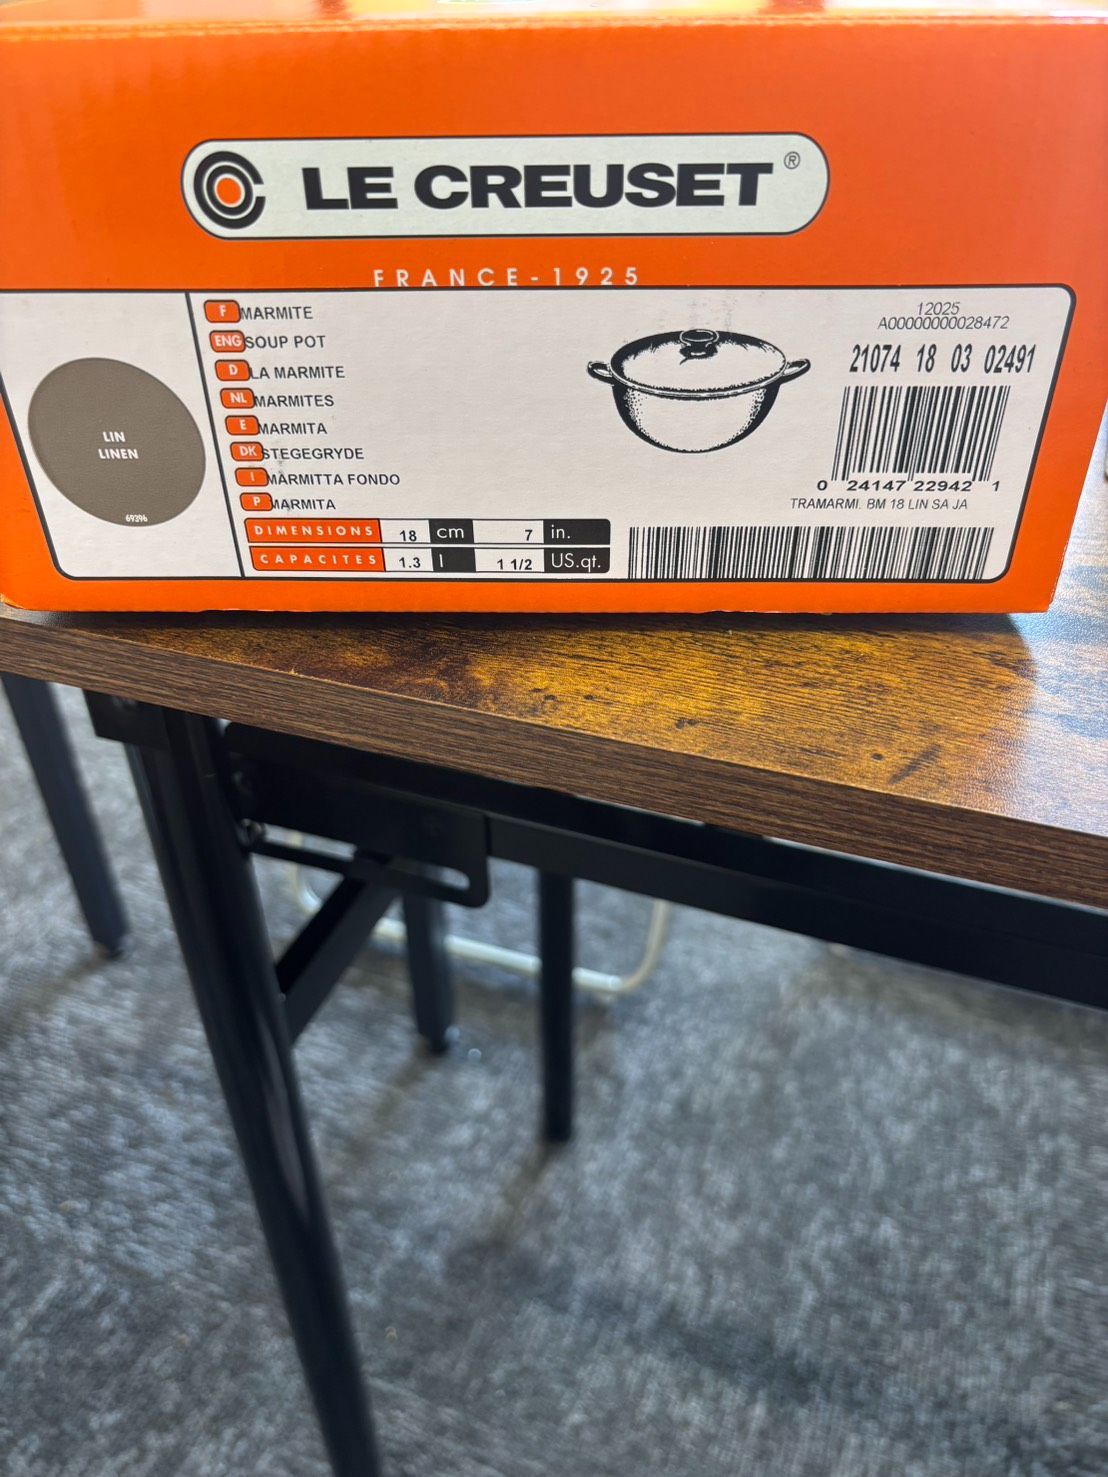 LE CREUSET ®
FRANCE-1925
LIN
LINEN
69396
F MARMITE
ENG SOUP POT
D LA MARMITE
NL MARMITES
E MARMITA
DK STEGEGRYDE
I MARMITTA FONDO
P MARMITA
DIMENSIONS 18 cm 7 in.
CAPACITES 1.3 l 1 1/2 US.qt.
12025
A00000000028472
21074 18 03 02491
0 24147 22942 1
TRAMARMI. BM 18 LIN SA JA